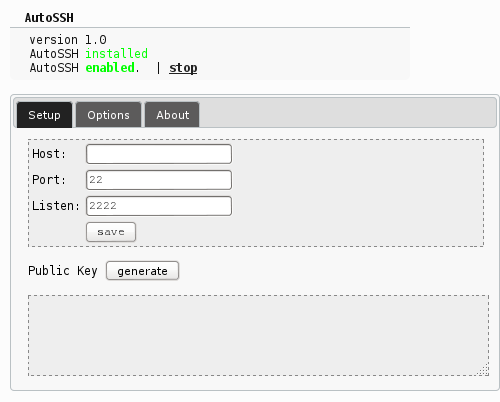 AutoSSH
version 1.0
AutoSSH installed
AutoSSH enabled. | stop
Setup Options About
Host:
Port: 22
Listen: 2222
save
Public Key generate